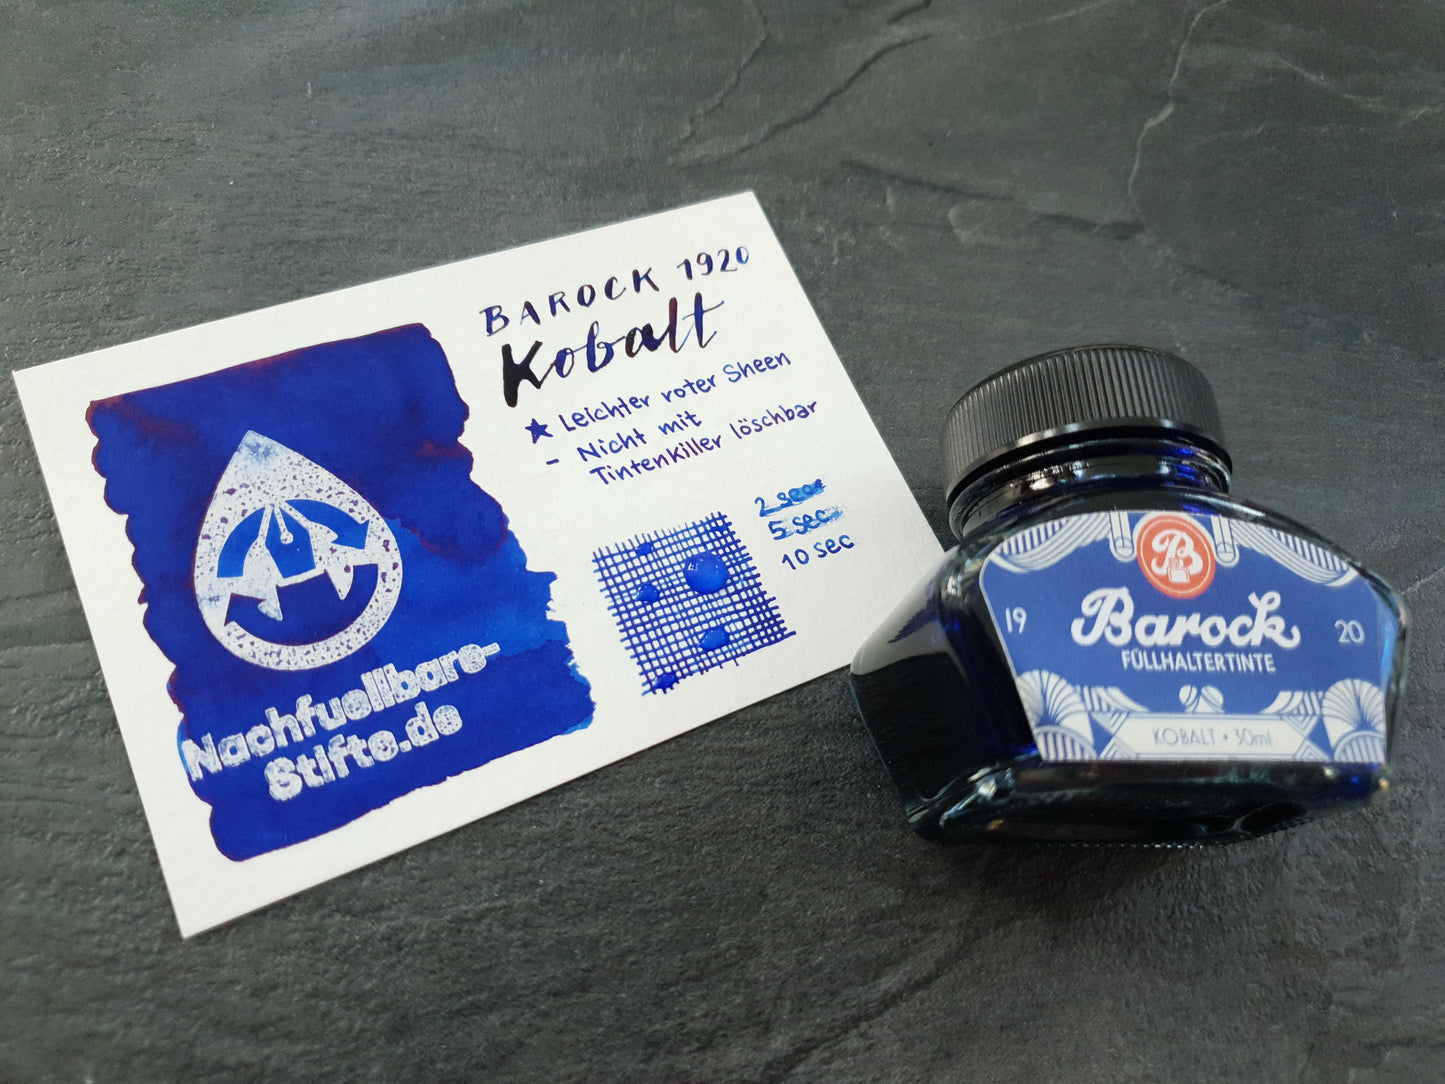 BAROCK 1920
Kobalt
★ Leichter roter Sheen
- Nicht mit
Tintenkiller löschbar
2 sec
5 sec
10 sec
Nachfuellbare-
Stifte.de
B
19 Barock 20
FÜLLHALTERTINTE
KOBALT • 30ml